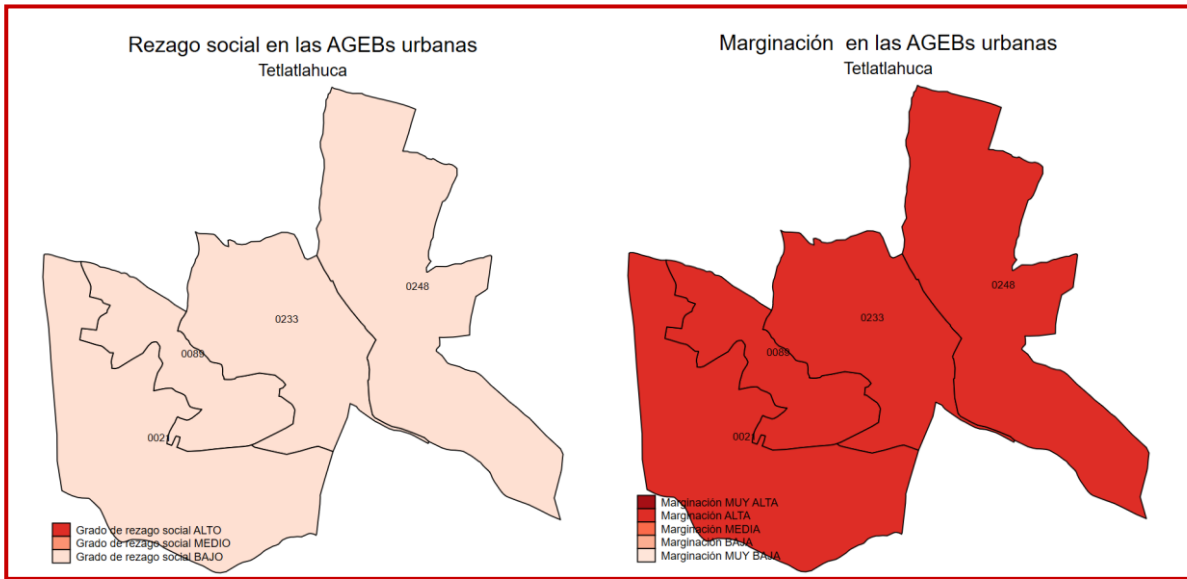 Rezago social en las AGEBs urbanas
Tetlatlahuca
0248
0233
0089
0021
Grado de rezago social ALTO
Grado de rezago social MEDIO
Grado de rezago social BAJO
Marginación en las AGEBs urbanas
Tetlatlahuca
0248
0233
0089
0021
Marginación MUY ALTA
Marginación ALTA
Marginación MEDIA
Marginación BAJA
Marginación MUY BAJA